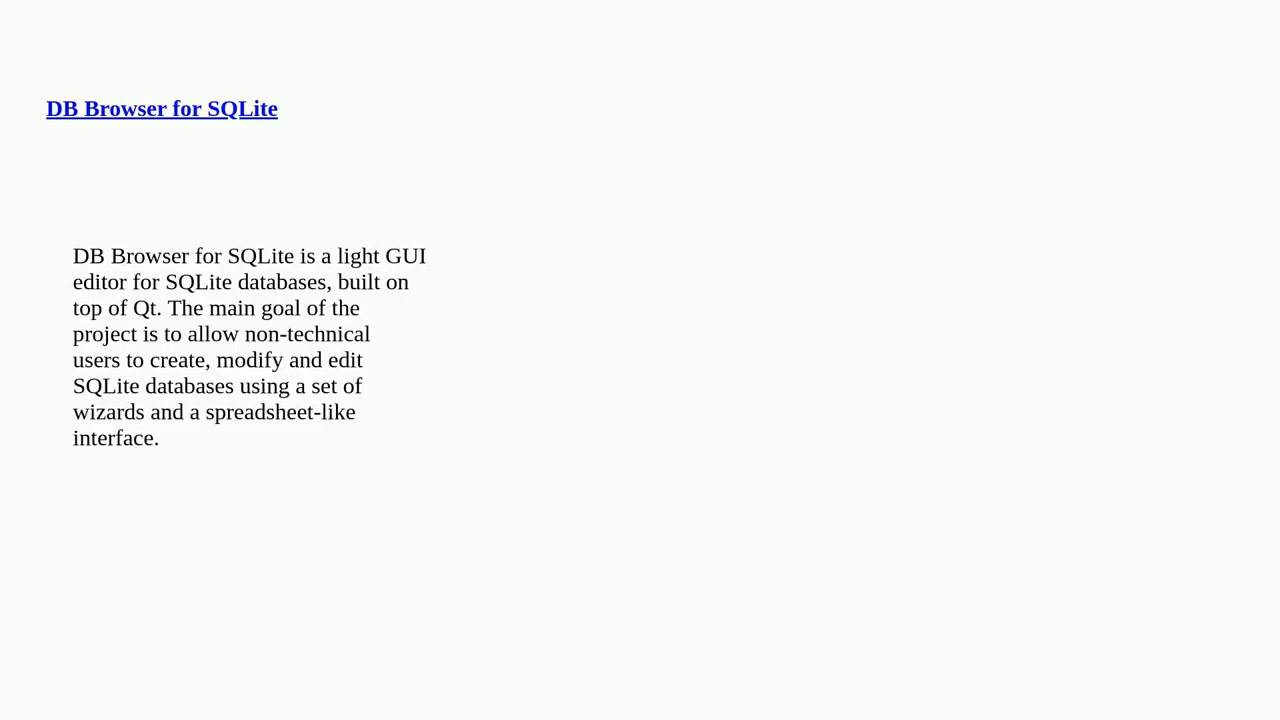 DB Browser for SQLite
DB Browser for SQLite is a light GUI
editor for SQLite databases, built on
top of Qt. The main goal of the
project is to allow non-technical
users to create, modify and edit
SQLite databases using a set of
wizards and a spreadsheet-like
interface.